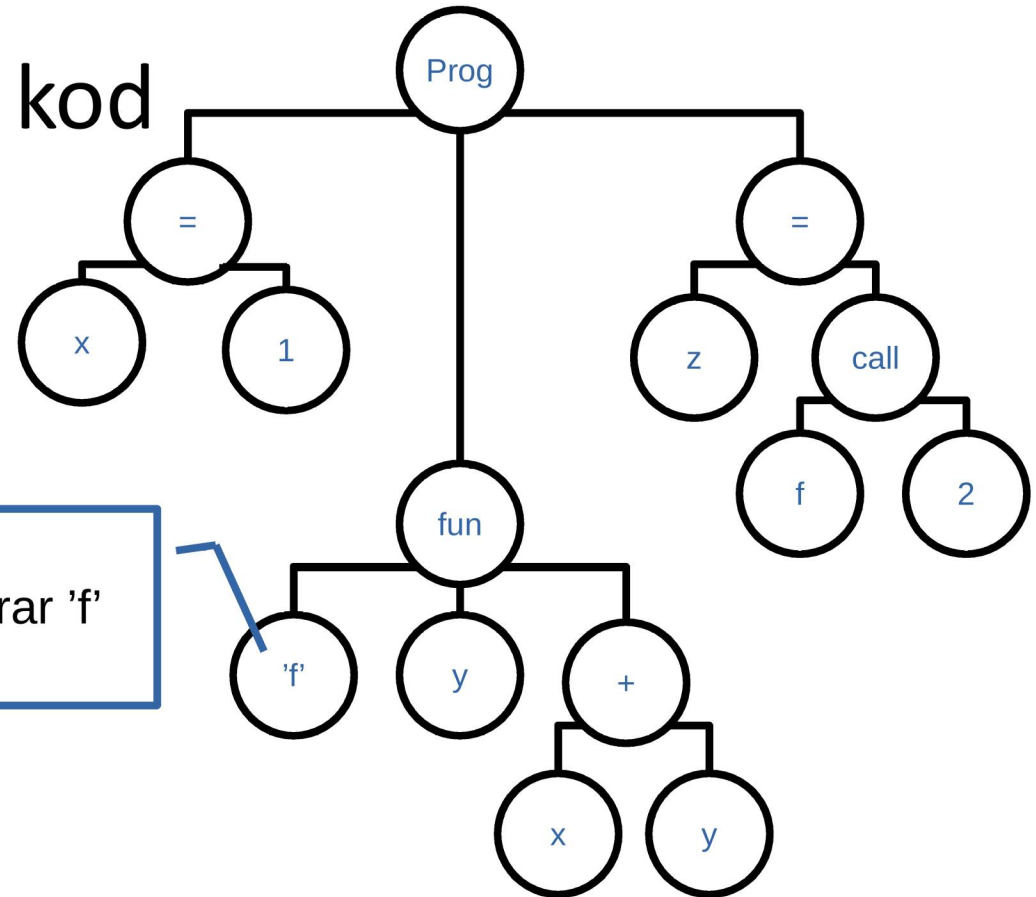 Prog
kod
=
=
x
1
z
call
f
2
fun
rar ’f’
’f’
y
+
x
y